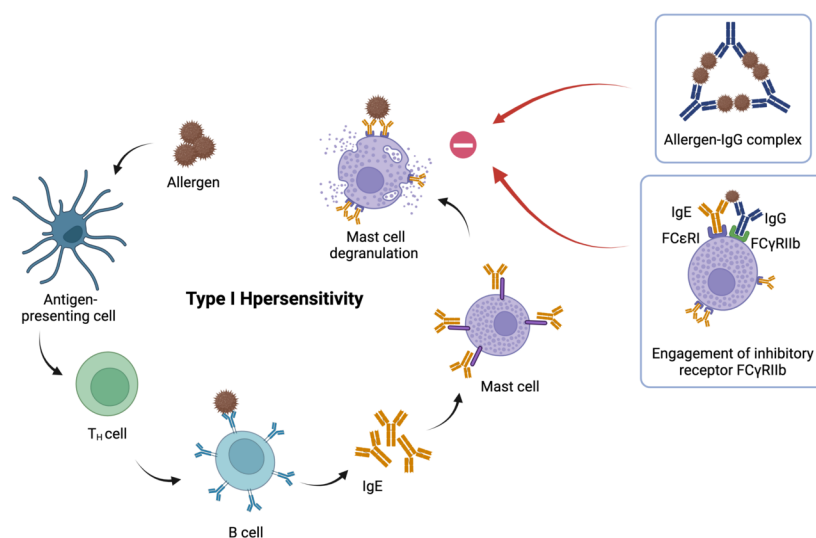 Allergen-IgG complex
Allergen
IgE
IgG
FCεRI
FCγRIIb
Mast cell
degranulation
Antigen-
presenting cell
Type I Hpersensitivity
Engagement of inhibitory
receptor FCγRIIb
Mast cell
TH cell
IgE
B cell